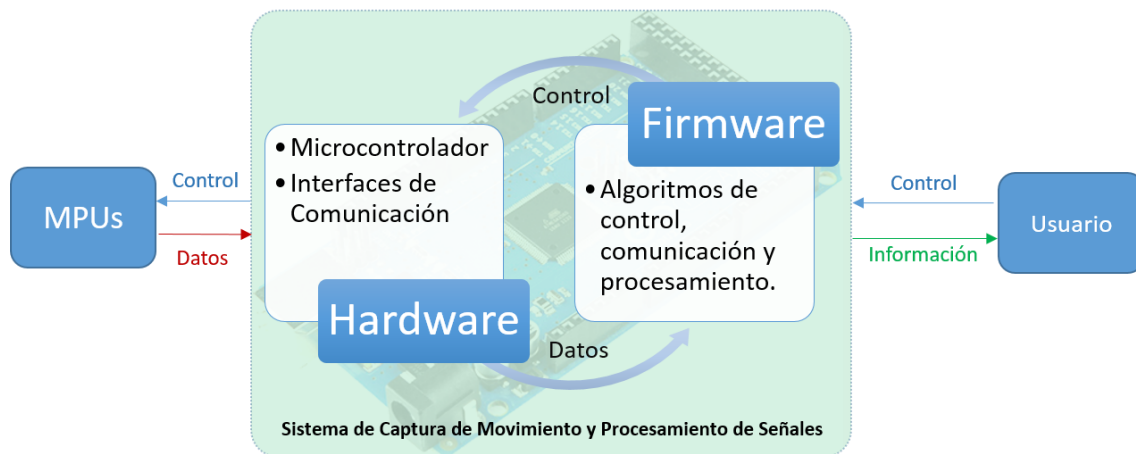 Control
Firmware
• Microcontrolador
• Interfaces de
Comunicación
• Algoritmos de
control,
comunicación y
procesamiento.
MPUs
Control
Datos
Control
Información
Usuario
Hardware
Datos
Sistema de Captura de Movimiento y Procesamiento de Señales